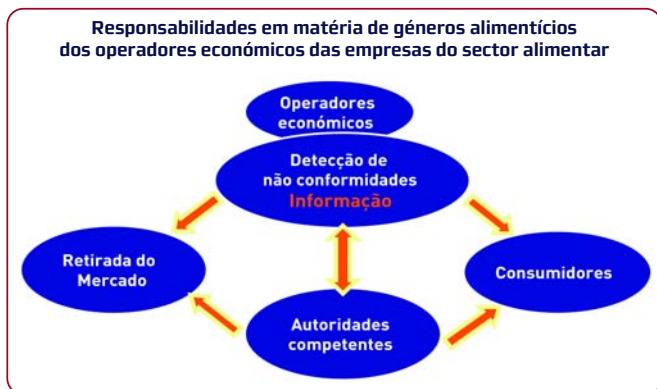 Responsabilidades em matéria de géneros alimentícios
dos operadores económicos das empresas do sector alimentar
Operadores
económicos
Detecção de
não conformidades
Informação
Retirada do
Mercado
Consumidores
Autoridades
competentes